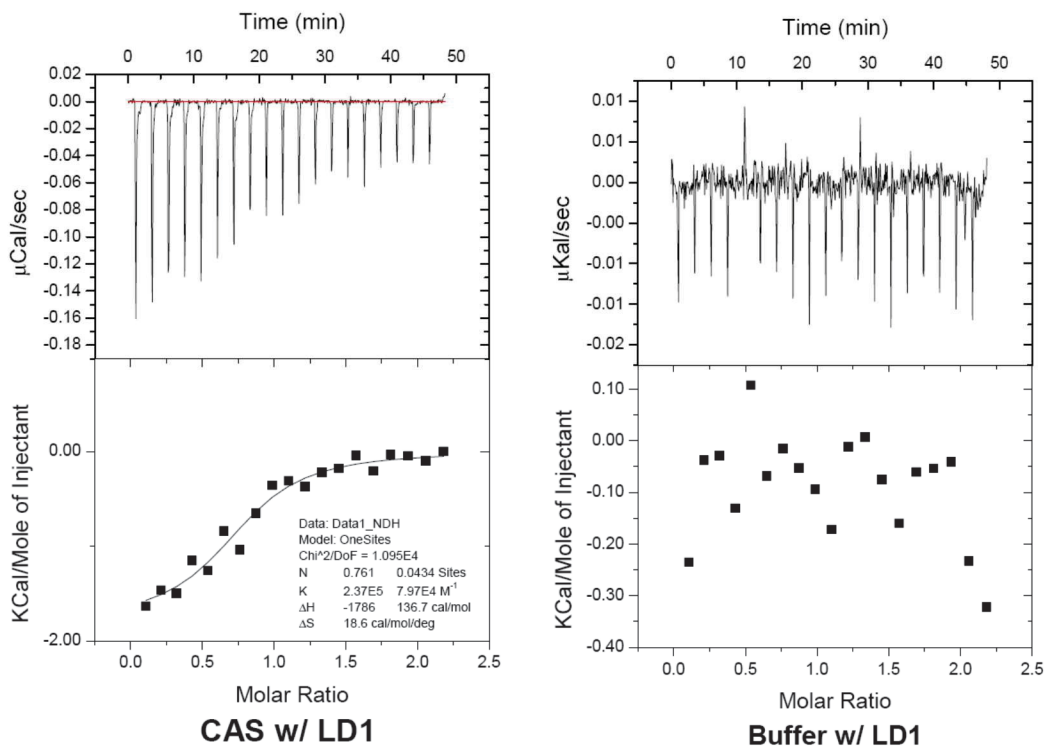 Time (min)
0 10 20 30 40 50
0.02
0.00
-0.02
-0.04
-0.06
-0.08
-0.10
-0.12
-0.14
-0.16
-0.18
µCal/sec
0.00
-2.00
KCal/Mole of Injectant
Data: Data1_NDH
Model: OneSites
Chi^2/DoF = 1.095E4
N 0.761 0.0434 Sites
K 2.37E5 7.97E4 M⁻¹
ΔH -1786 136.7 cal/mol
ΔS 18.6 cal/mol/deg
0.0 0.5 1.0 1.5 2.0 2.5
Molar Ratio
CAS w/ LD1
Time (min)
0 10 20 30 40 50
0.01
0.01
0.00
-0.00
-0.01
-0.01
-0.02
µKal/sec
0.10
0.00
-0.10
-0.20
-0.30
-0.40
KCal/Mole of Injectant
0.0 0.5 1.0 1.5 2.0 2.5
Molar Ratio
Buffer w/ LD1